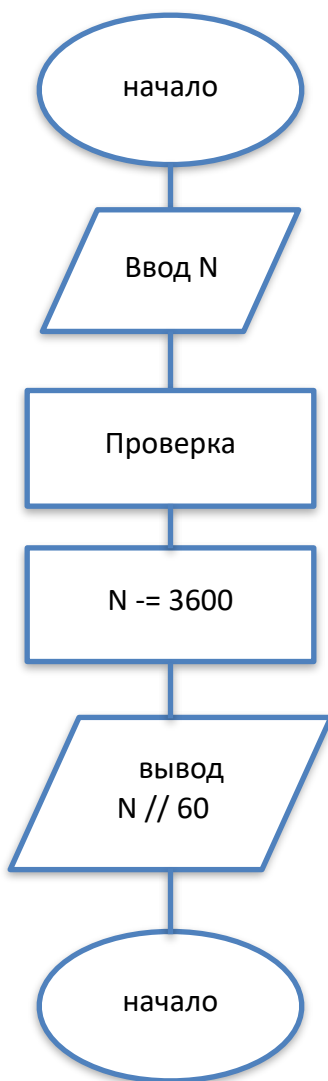 начало
Ввод N
Проверка
N -= 3600
вывод
N // 60
начало